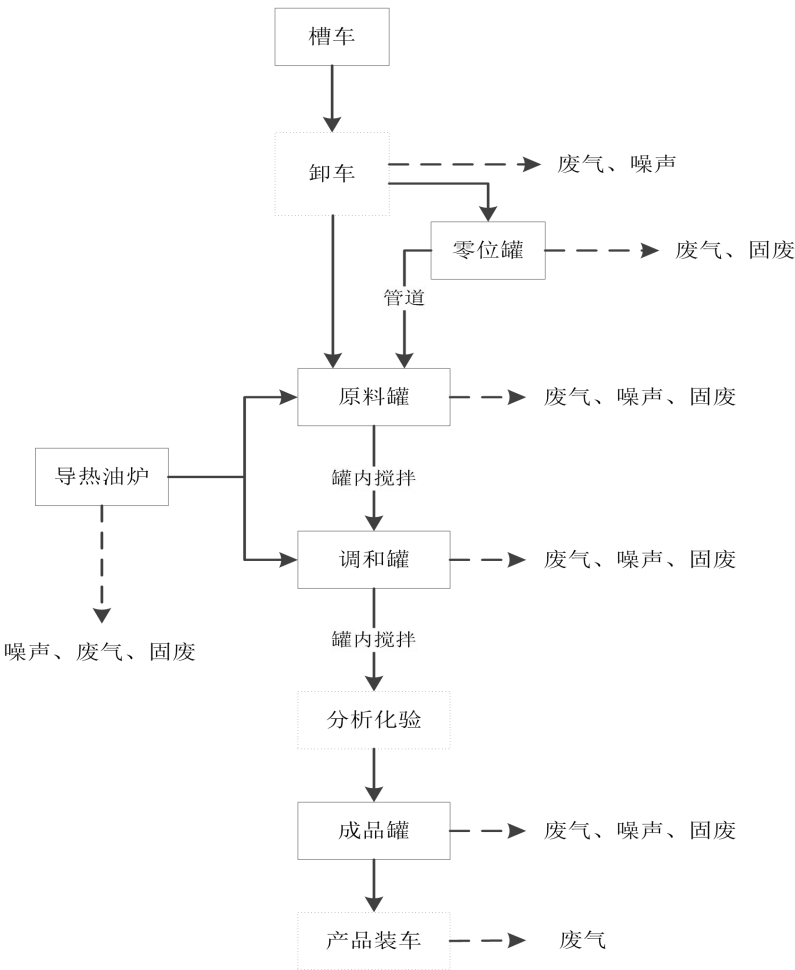 槽车
卸车
废气、噪声
零位罐
废气、固废
管道
原料罐
废气、噪声、固废
导热油炉
罐内搅拌
调和罐
废气、噪声、固废
罐内搅拌
噪声、废气、固废
分析化验
成品罐
废气、噪声、固废
产品装车
废气